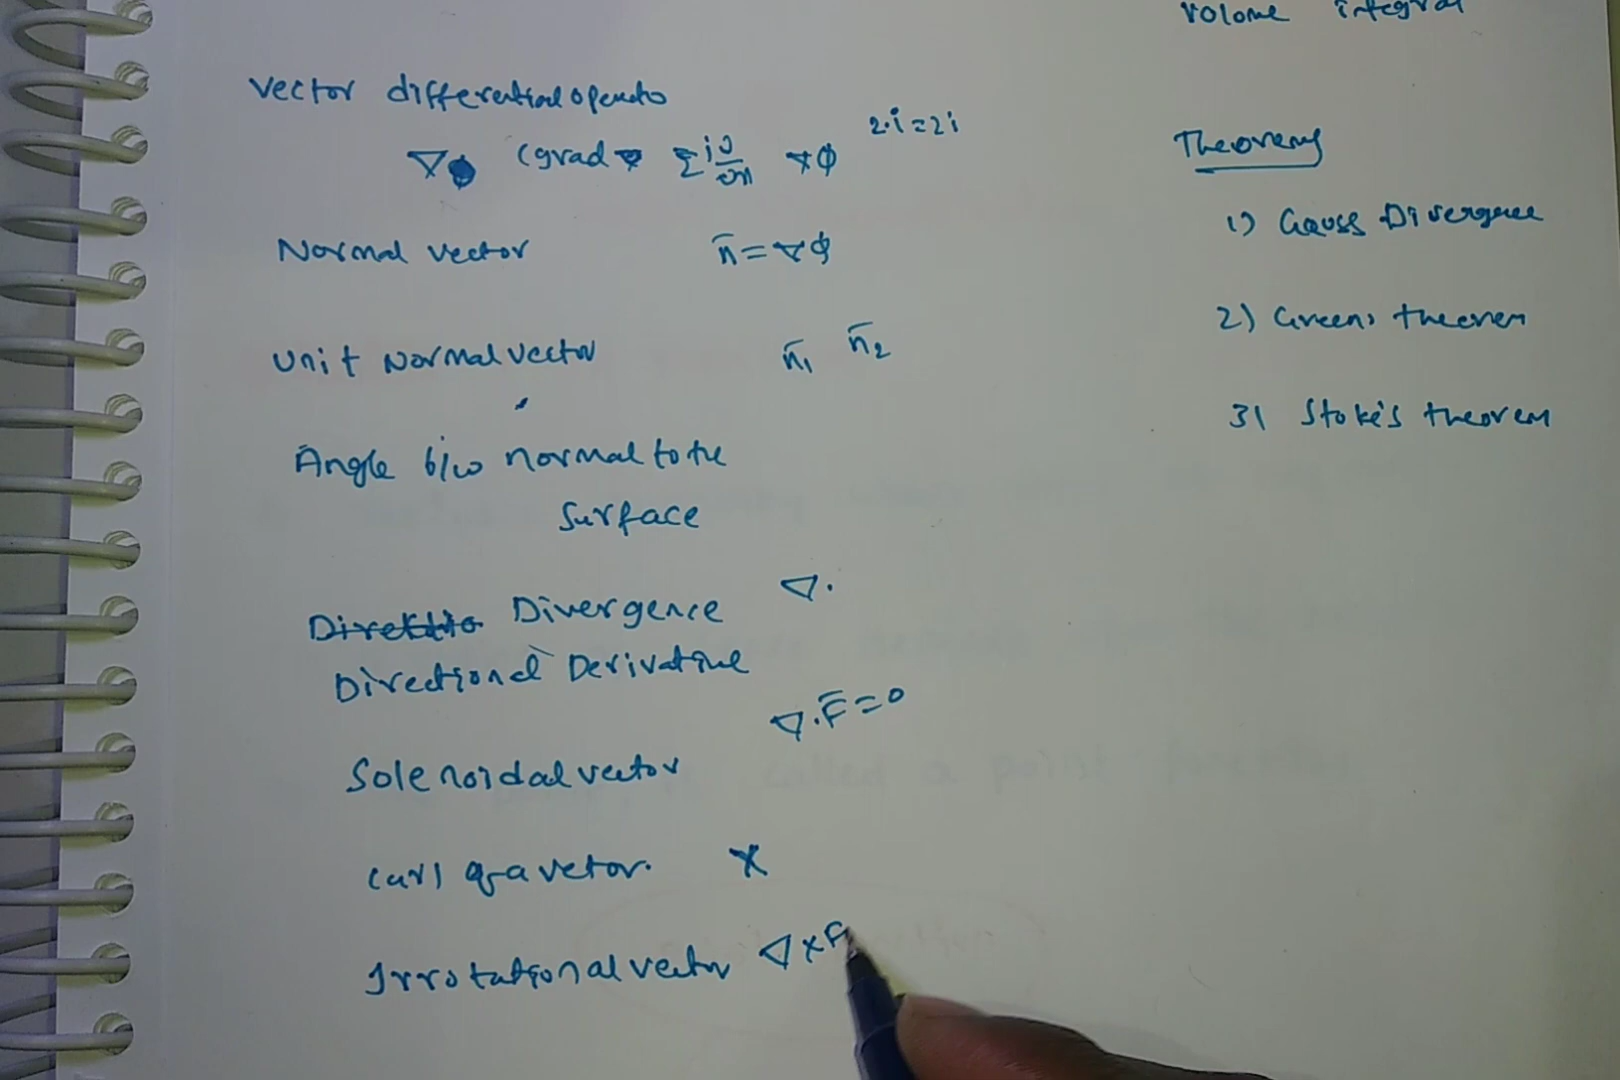 Volume integral
Vector differential operato
∇ (grad Σ i∂/∂x ∇φ 2·i=2i
Normal vector n̄=∇φ
Unit Normal vector n̄₁ n̄₂
Angle b/w normal to the
Surface
Divergence ∇·
Directional Derivative
Solenoidal vector ∇·F̄=0
Curl of a vetor. X
Irrotational vector ∇×F
Theorems
1) Gauss Divergence
2) Greens theorem
3) Stoke's theorem